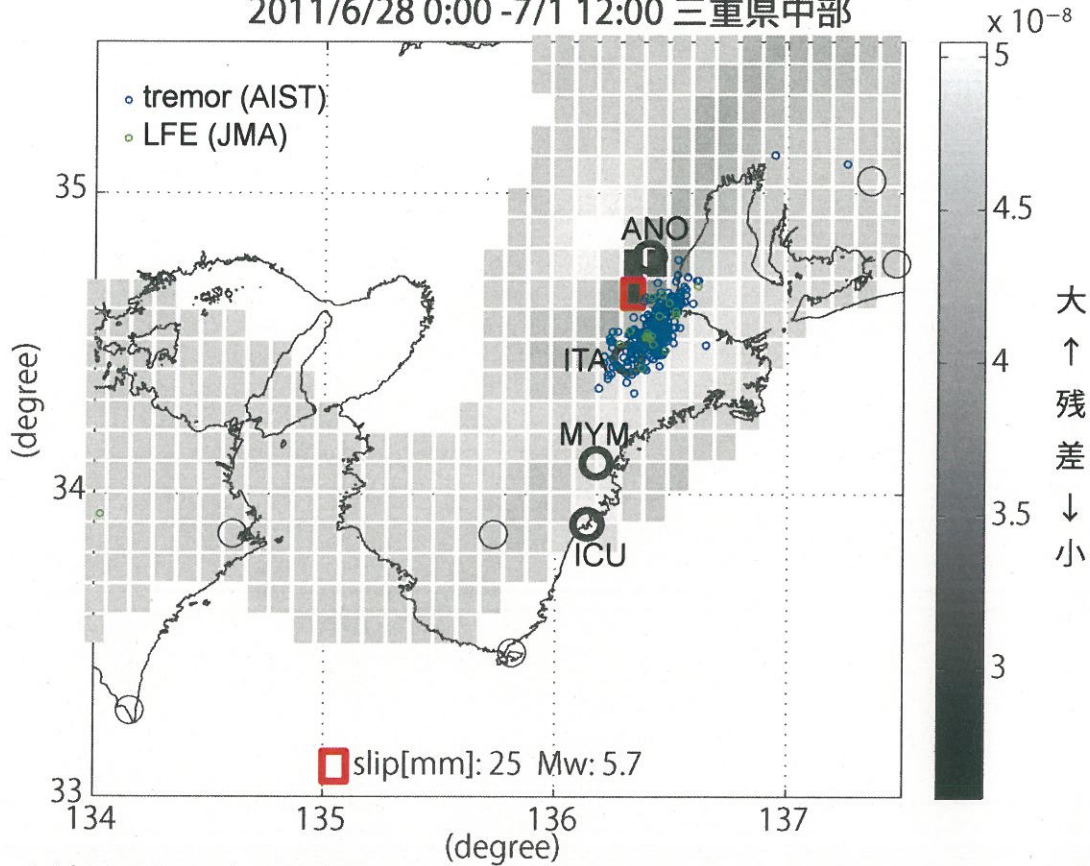 2011/6/28 0:00 -7/1 12:00 三重県中部
x 10⁻⁸
tremor (AIST)
LFE (JMA)
ANO
ITA
MYM
ICU
slip[mm]: 25 Mw: 5.7
35
34
33
(degree)
134
135
136
137
(degree)
5
4.5
4
3.5
3
大
↑
残
差
↓
小